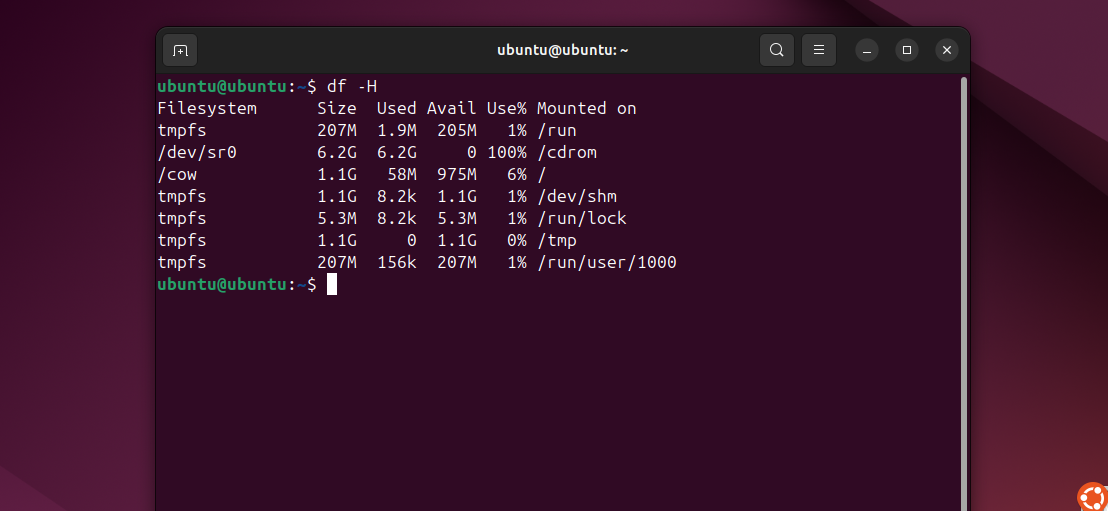 ubuntu@ubuntu: ~
ubuntu@ubuntu:~$ df -H
Filesystem      Size  Used Avail Use% Mounted on
tmpfs           207M  1.9M  205M   1% /run
/dev/sr0        6.2G  6.2G     0 100% /cdrom
/cow            1.1G   58M  975M   6% /
tmpfs           1.1G  8.2k  1.1G   1% /dev/shm
tmpfs           5.3M  8.2k  5.3M   1% /run/lock
tmpfs           1.1G     0  1.1G   0% /tmp
tmpfs           207M  156k  207M   1% /run/user/1000
ubuntu@ubuntu:~$